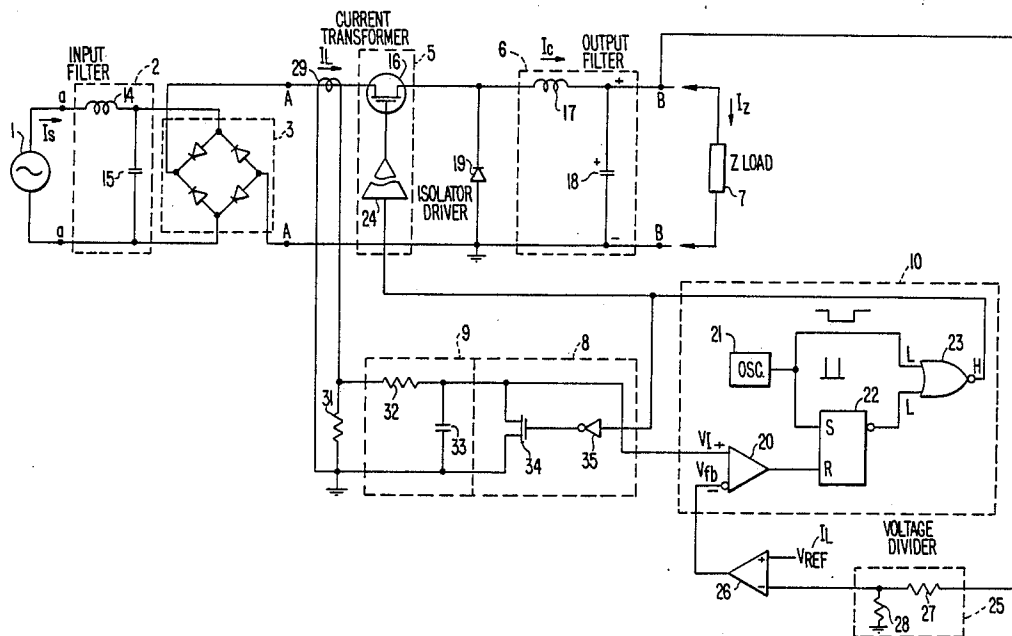 CURRENT
TRANSFORMER
INPUT
FILTER
2
14
a
1
Is
15
3
a
A
A
29
IL
16
5
24
ISOLATOR
DRIVER
19
6
Ic
OUTPUT
FILTER
+
17
+
18
-
B
B
Iz
Z LOAD
7
10
21
OSC.
L
23
H
L
22
S
R
9
8
31
32
33
34
35
VI
+
20
Vfb
-
IL
VREF
+
-
26
VOLTAGE
DIVIDER
27
28
25